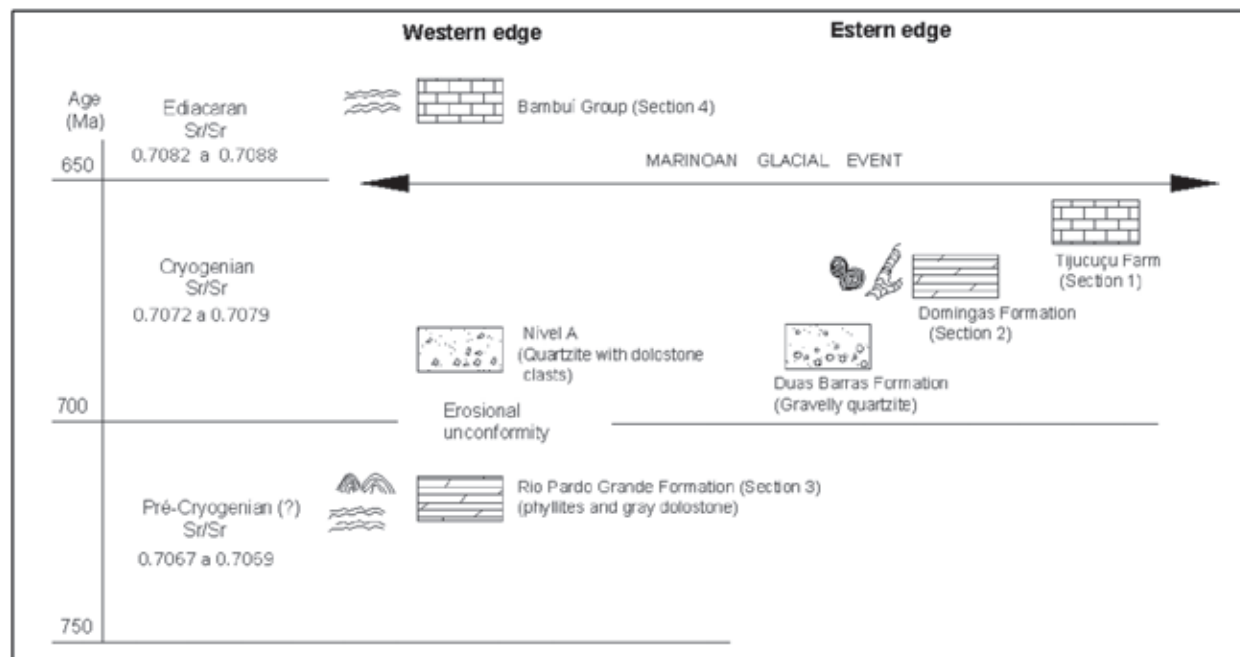 Western edge
Estern edge
Age
(Ma)
Ediacaran
Sr/Sr
0.7082 a 0.7088
Bambuí Group (Section 4)
650
MARINOAN GLACIAL EVENT
Cryogenian
Sr/Sr
0.7072 a 0.7079
Tijucuçu Farm
(Section 1)
Domingas Formation
(Section 2)
Nível A
(Quartzite with dolostone
clasts)
Duas Barras Formation
(Gravelly quartzite)
700
Erosional
unconformity
Rio Pardo Grande Formation (Section 3)
(phyllites and gray dolostone)
Pré-Cryogenian (?)
Sr/Sr
0.7067 a 0.7069
750